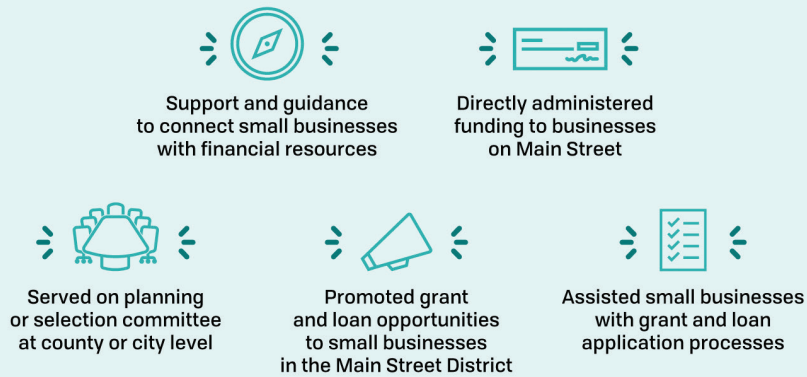 Support and guidance
to connect small businesses
with financial resources
Directly administered
funding to businesses
on Main Street
Served on planning
or selection committee
at county or city level
Promoted grant
and loan opportunities
to small businesses
in the Main Street District
Assisted small businesses
with grant and loan
application processes